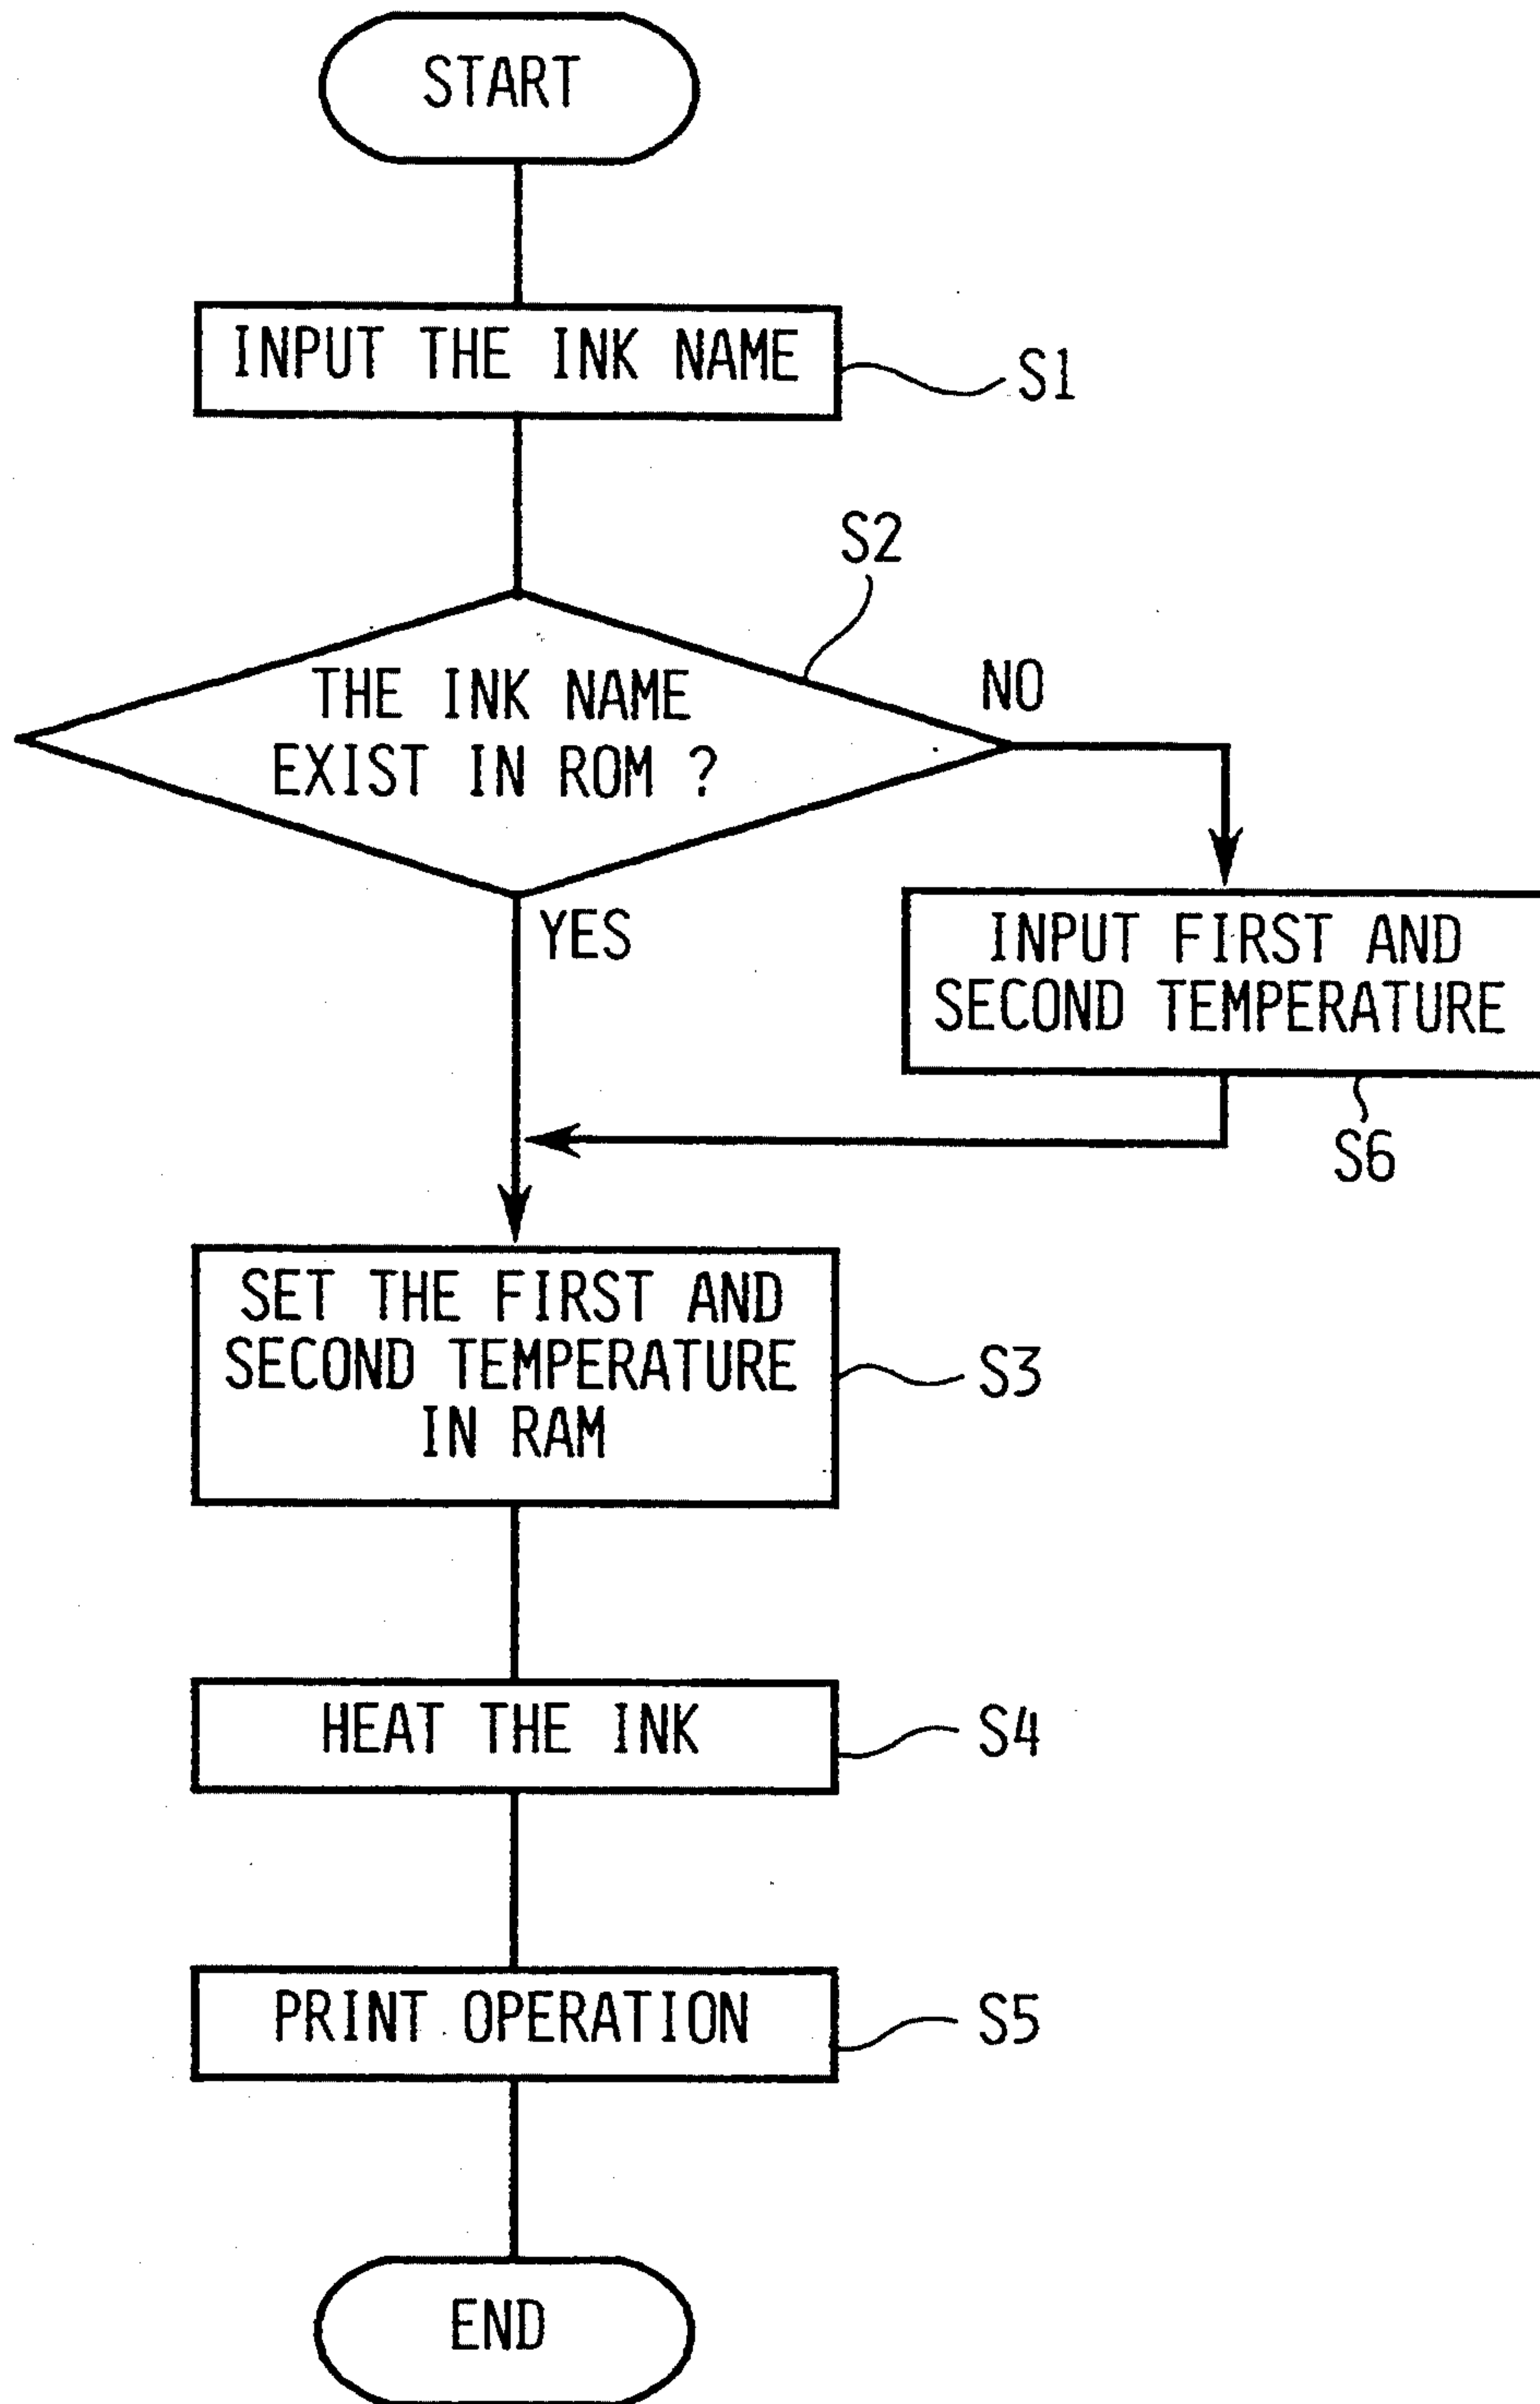 START
INPUT THE INK NAME
S1
S2
THE INK NAME
EXIST IN ROM ?
NO
YES
INPUT FIRST AND
SECOND TEMPERATURE
S6
SET THE FIRST AND
SECOND TEMPERATURE
IN RAM
S3
HEAT THE INK
S4
PRINT OPERATION
S5
END